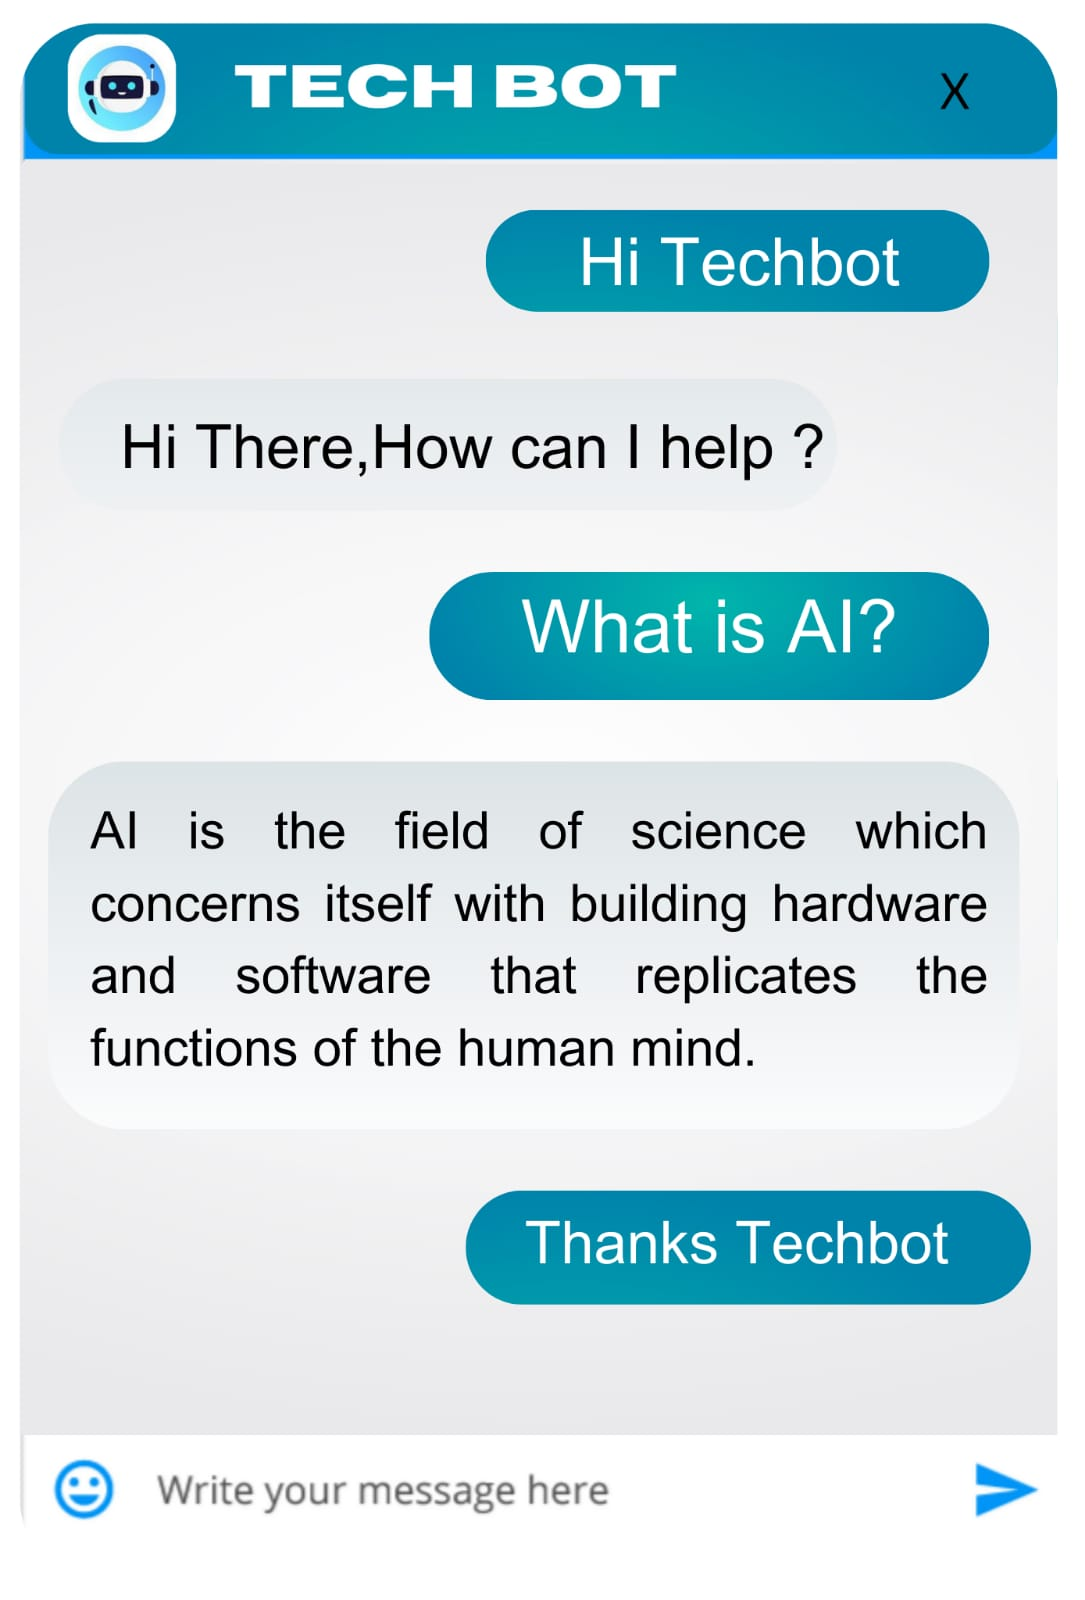 TECH BOT
X
Hi Techbot
Hi There,How can I help ?
What is AI?
AI is the field of science which
concerns itself with building hardware
and software that replicates the
functions of the human mind.
Thanks Techbot
Write your message here